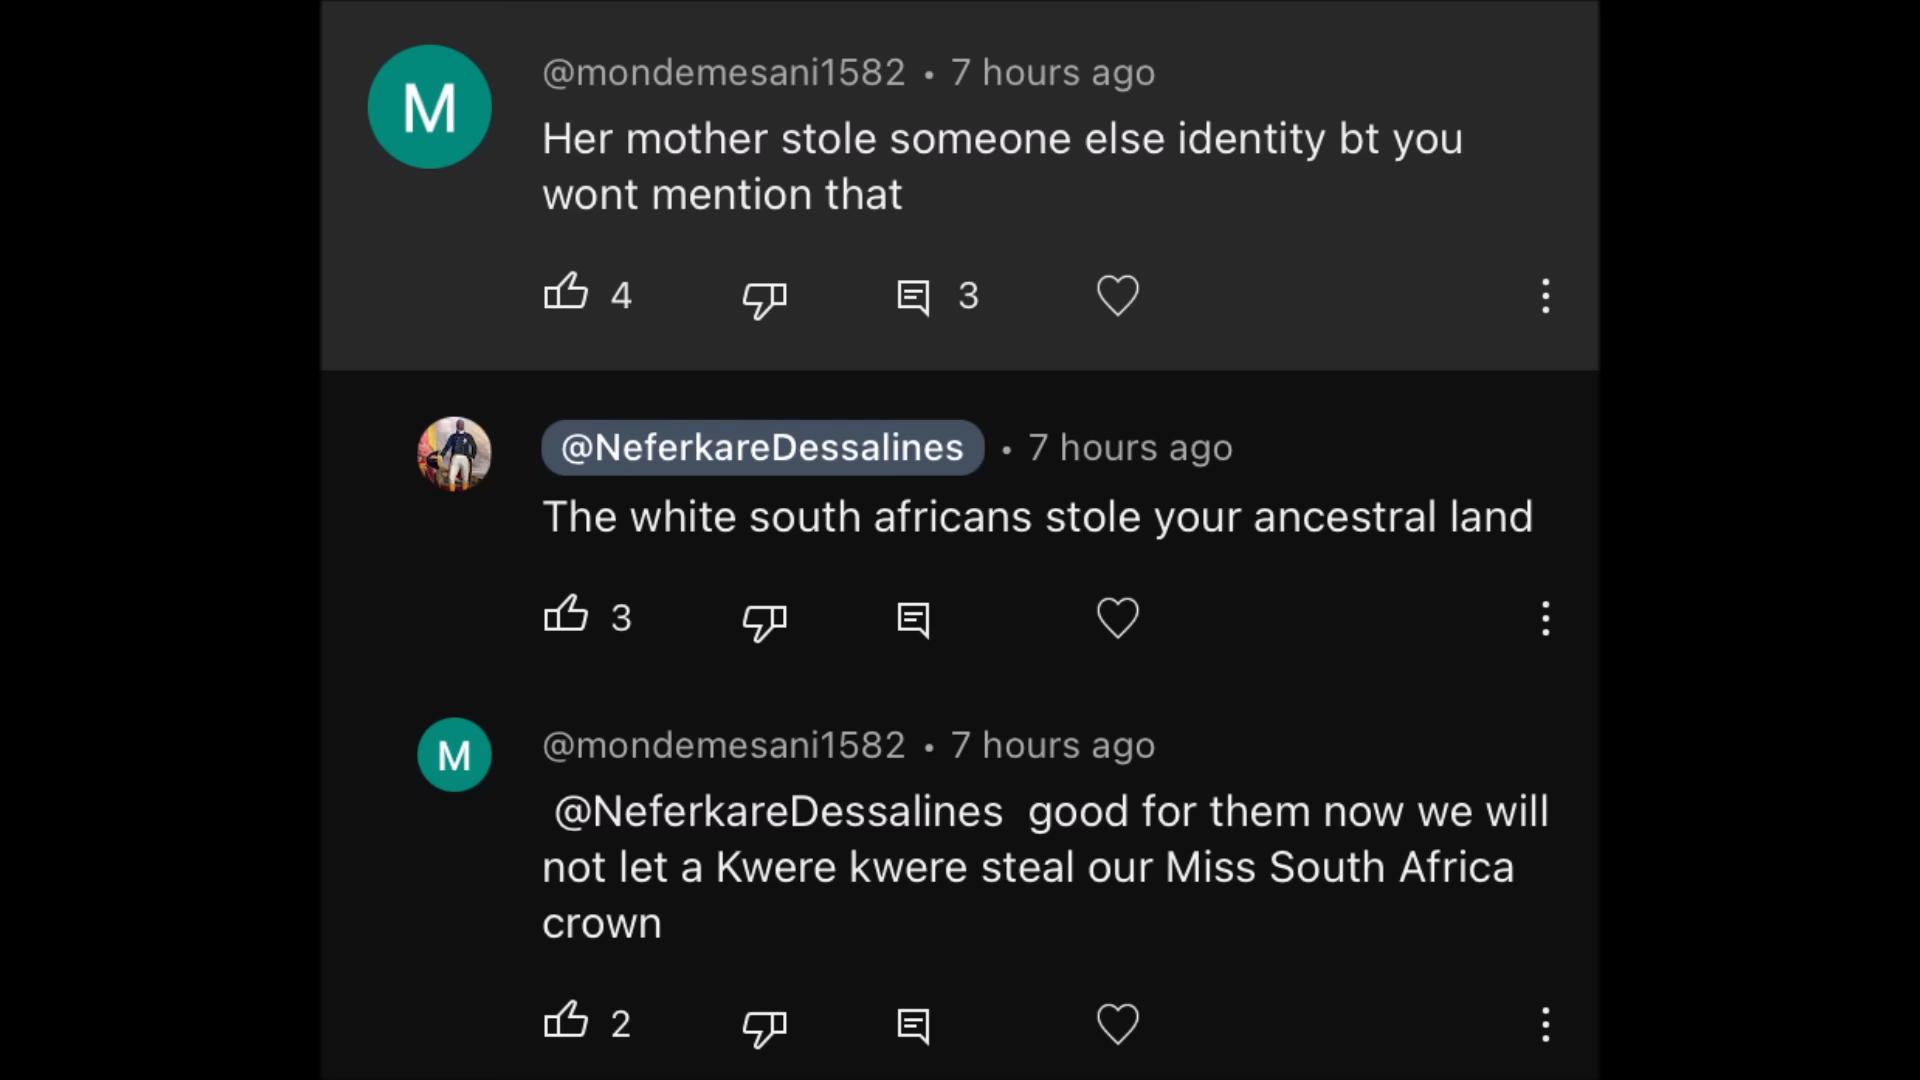 M
@mondemesani1582 • 7 hours ago
Her mother stole someone else identity bt you
wont mention that
4 3
@NeferkareDessalines • 7 hours ago
The white south africans stole your ancestral land
3
M
@mondemesani1582 • 7 hours ago
@NeferkareDessalines good for them now we will
not let a Kwere kwere steal our Miss South Africa
crown
2